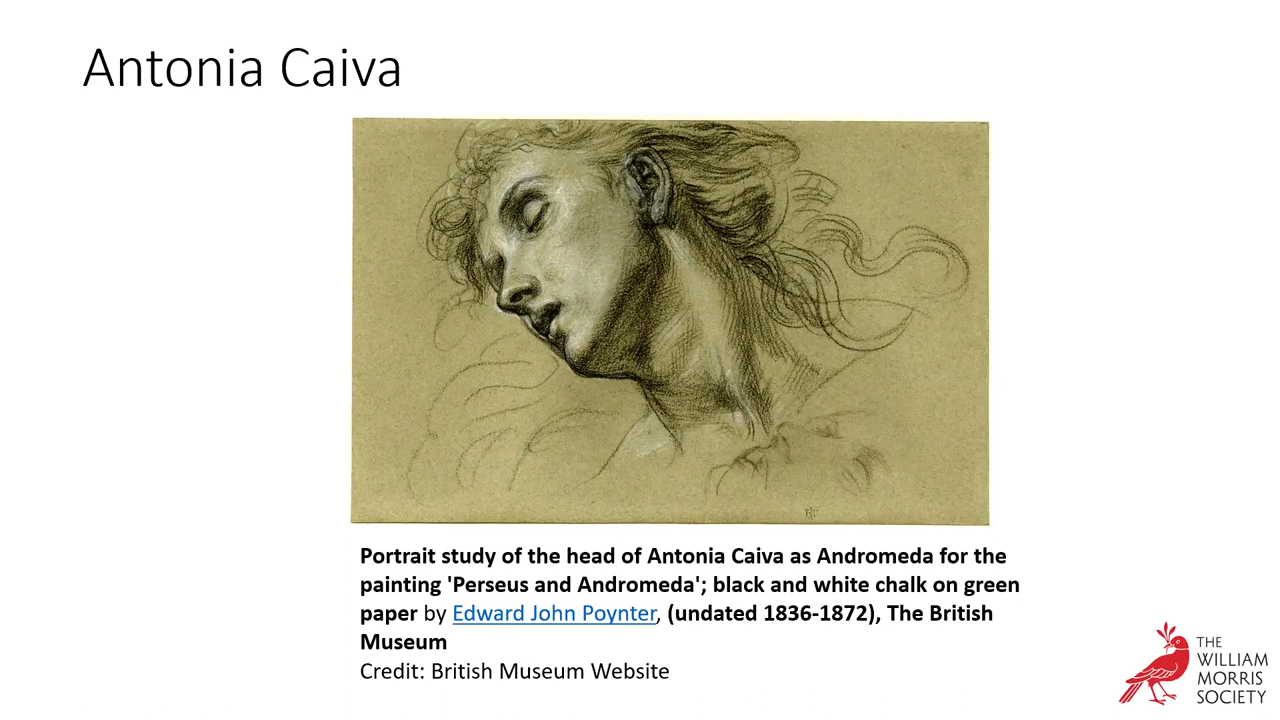 Antonia Caiva
Portrait study of the head of Antonia Caiva as Andromeda for the
painting 'Perseus and Andromeda'; black and white chalk on green
paper by Edward John Poynter, (undated 1836-1872), The British
Museum
Credit: British Museum Website
THE
WILLIAM
MORRIS
SOCIETY